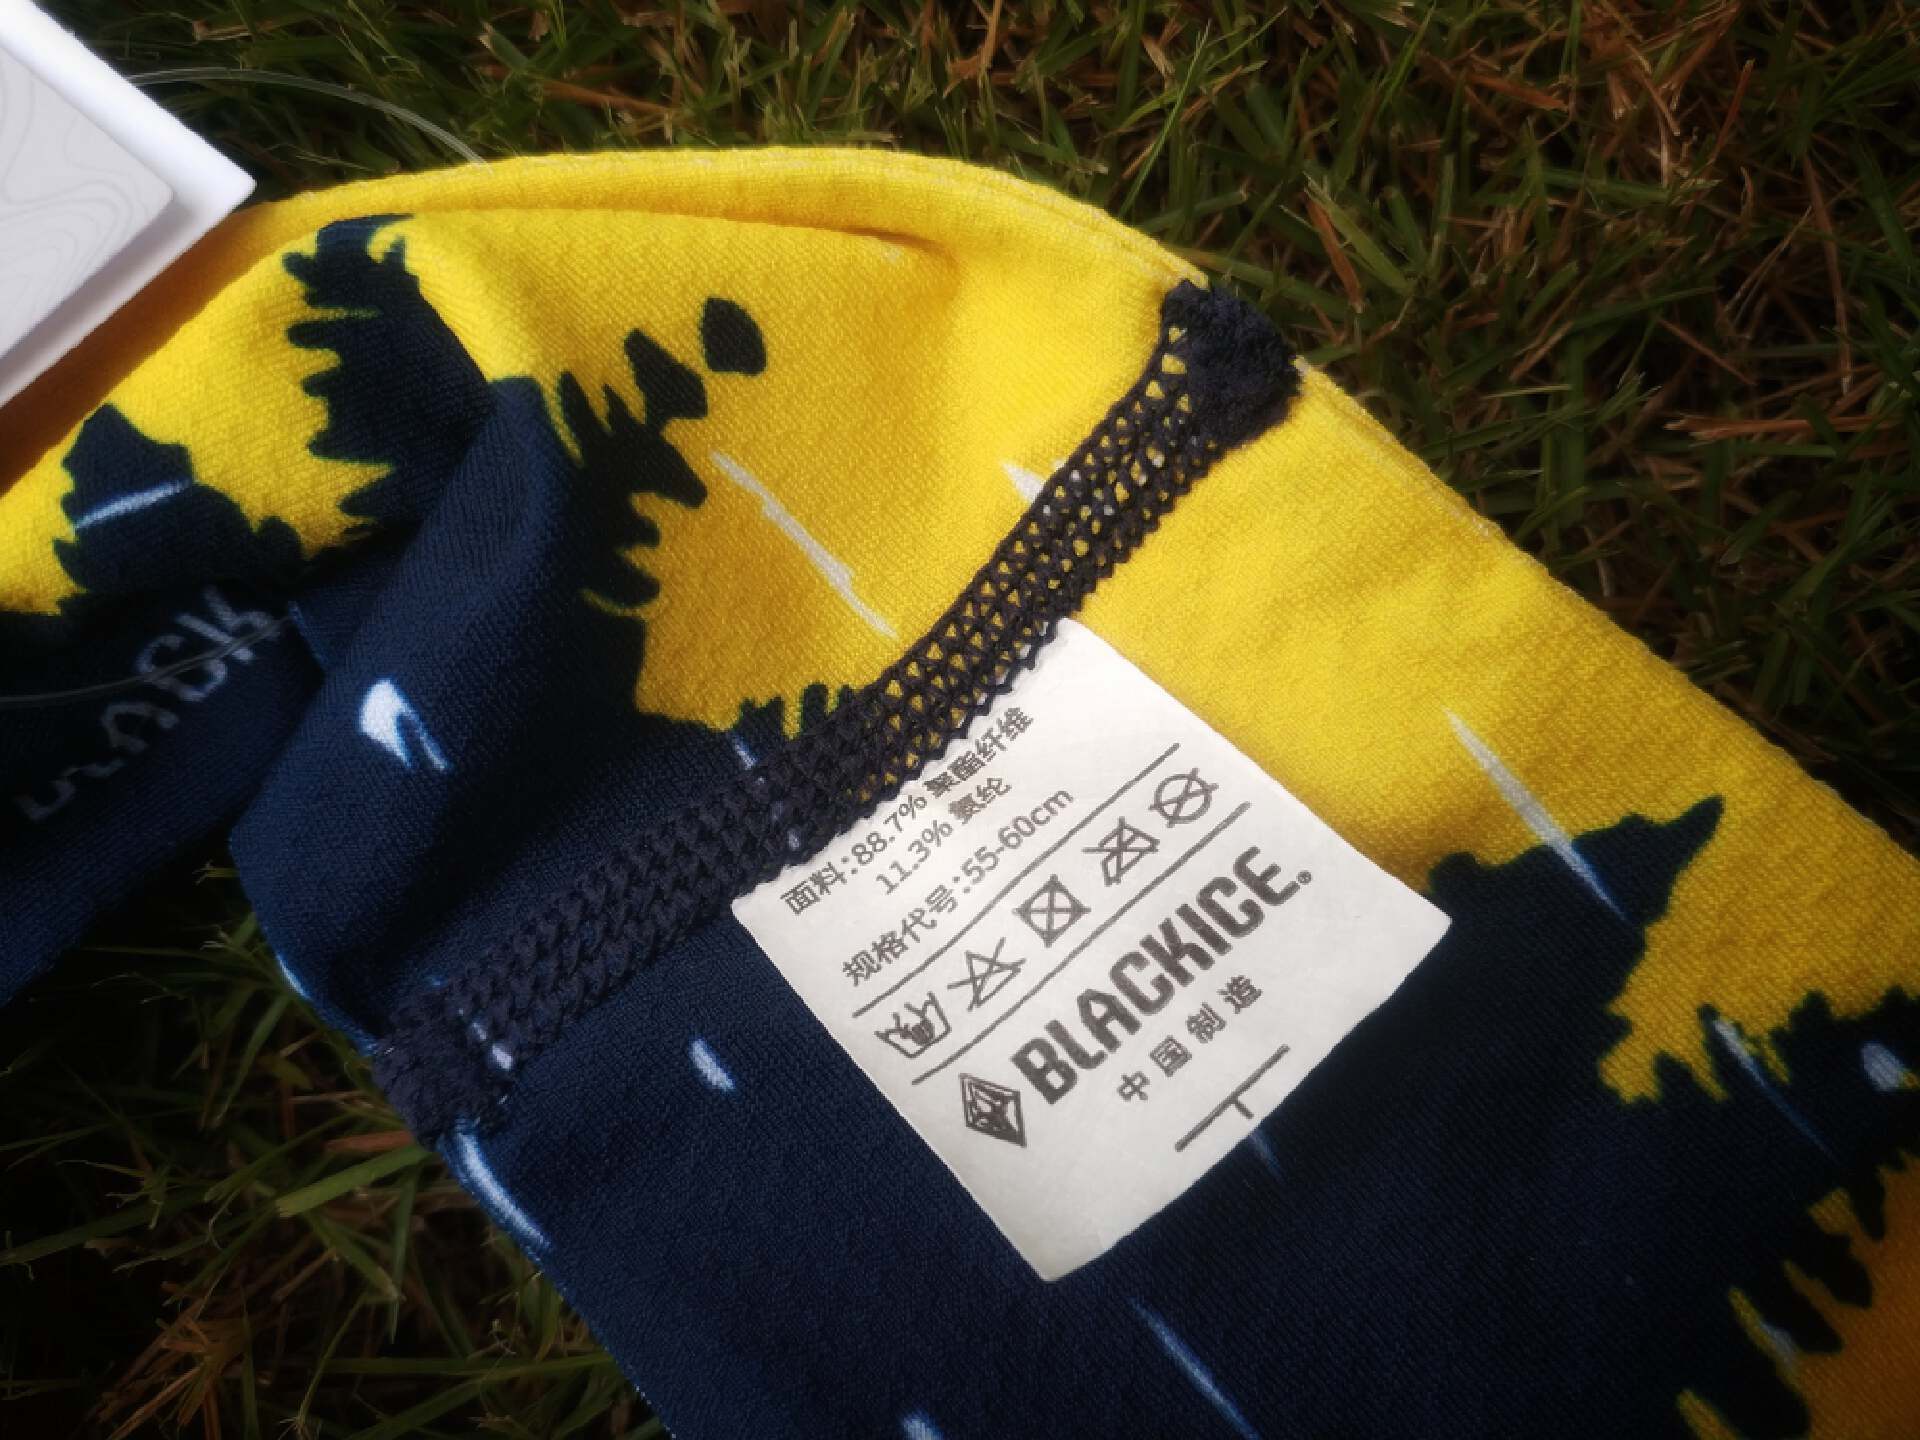 面料:88.7% 聚酯纤维
11.3% 氨纶
规格代号:55-60cm
BLACKICE®
中国制造